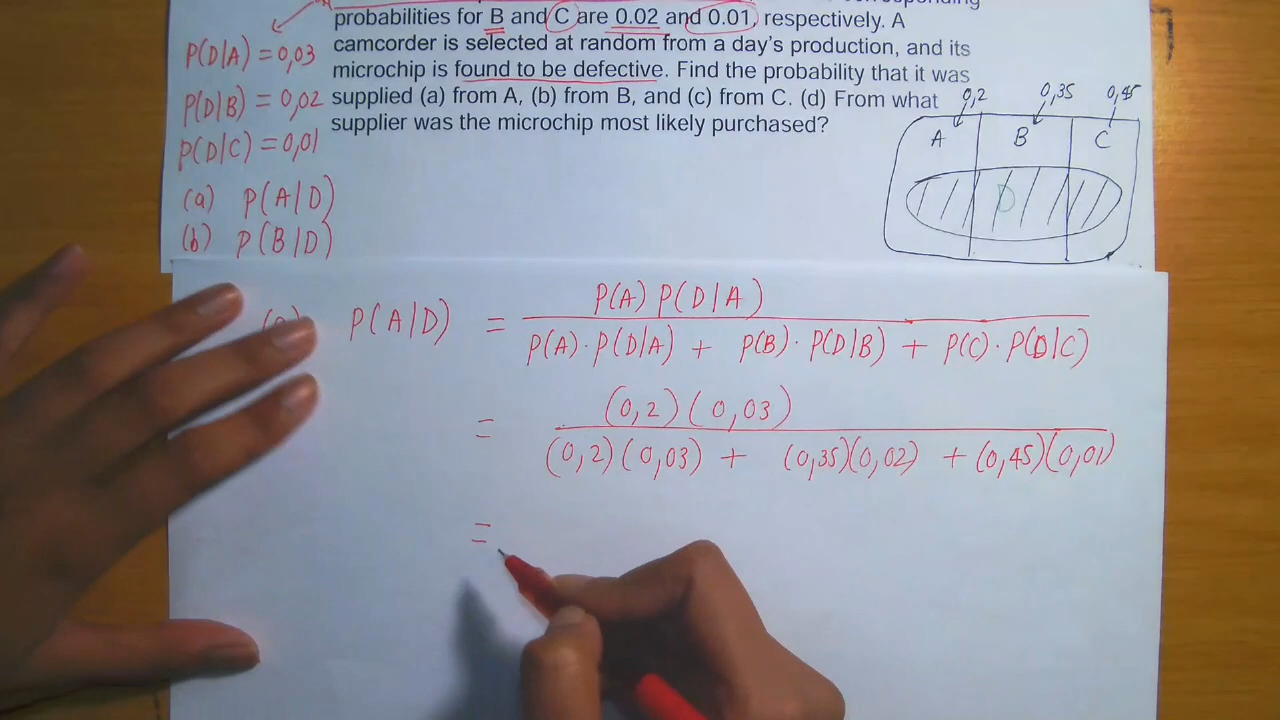 probabilities for B and C are 0.02 and 0.01, respectively. A
camcorder is selected at random from a day's production, and its
microchip is found to be defective. Find the probability that it was
supplied (a) from A, (b) from B, and (c) from C. (d) From what
supplier was the microchip most likely purchased?
P(D|A) = 0,03
P(D|B) = 0,02
P(D|C) = 0,01
(a) P(A|D)
(b) P(B|D)
0,2 0,35 0,45
A B C
D
P(A|D) = P(A) P(D|A)
P(A) · P(D|A) + P(B) · P(D|B) + P(C) · P(D|C)
= (0,2) (0,03)
(0,2) (0,03) + (0,35)(0,02) + (0,45)(0,01)
=